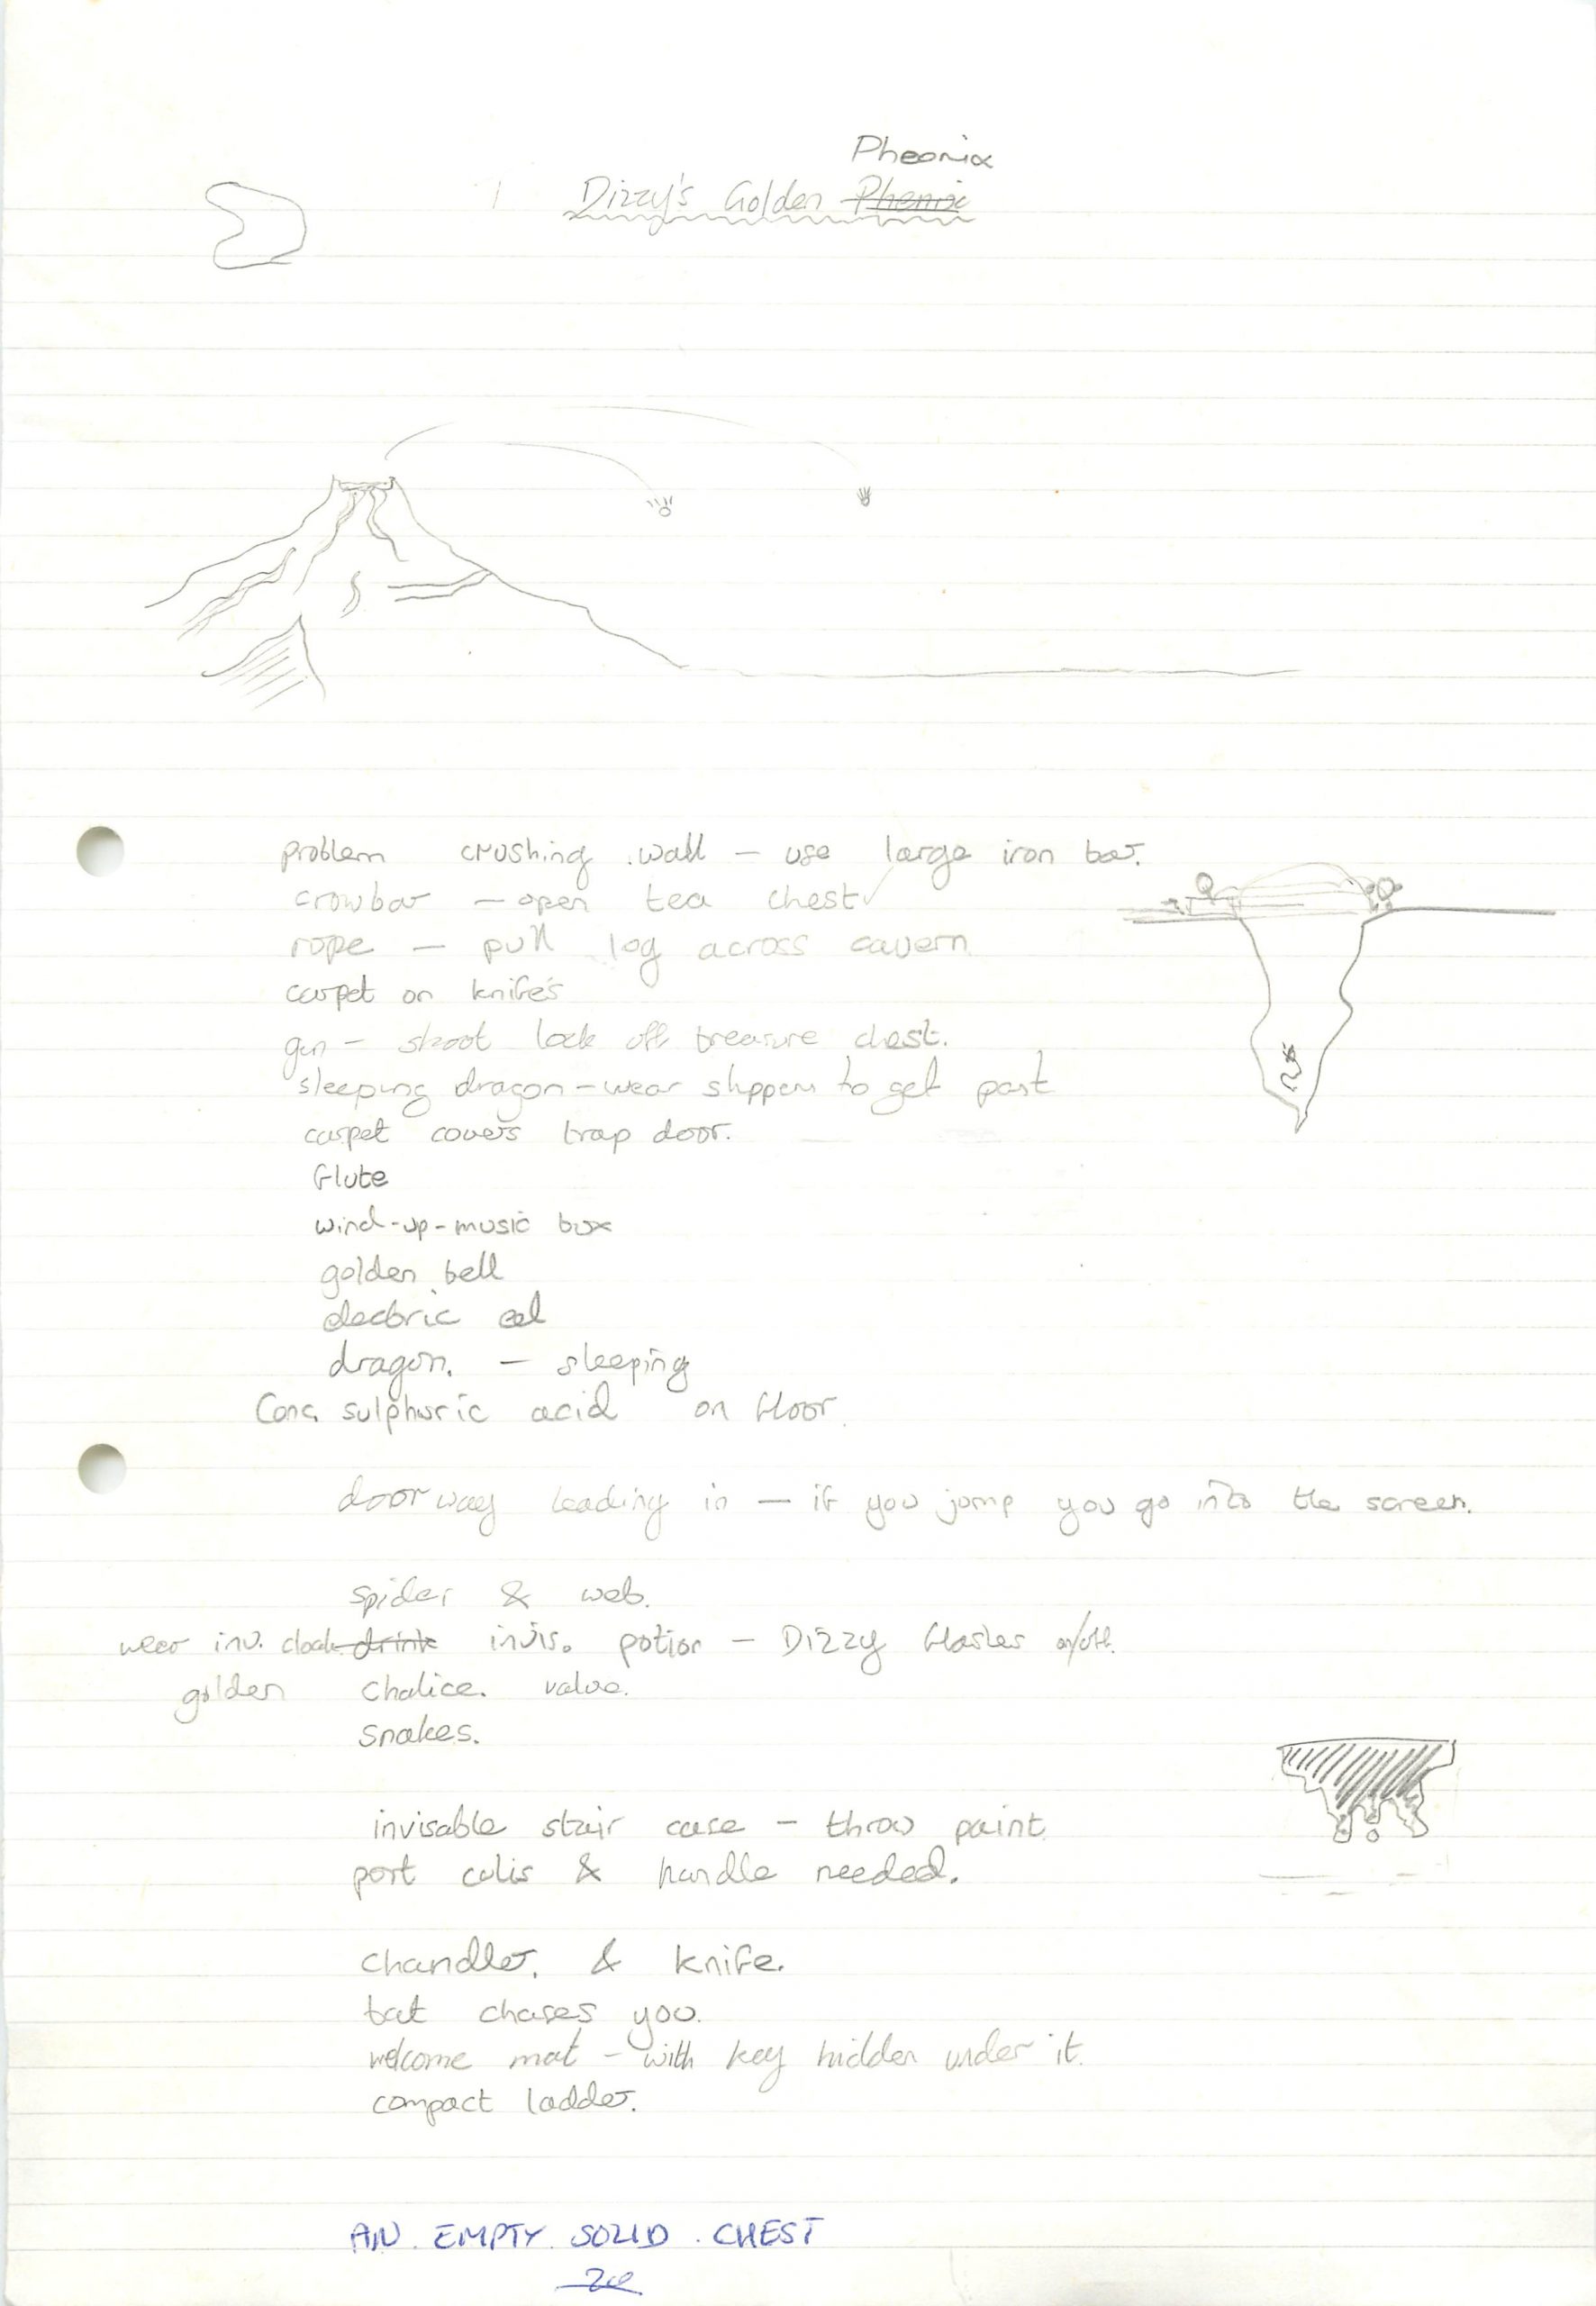 Pheonix
Dizzy's Golden Phenix
problem crushing wall - use large iron bar.
crowbar - open tea chest ✓
rope - pull log across cavern
carpet on knife's
gun - shoot lock off treasure chest.
sleeping dragon - wear slippers to get past
carpet covers trap door.
flute
wind-up-music box
golden bell
electric eel
dragon. - sleeping
Conc. sulphuric acid on floor.
doorway leading in - if you jump you go into the screen.
spider & web.
wear inv. cloak drink invis. potion - Dizzy flashes on/off.
golden chalice. value.
snakes.
invisable stair case - throw paint
port culis & handle needed.
chandler. & knife.
bat chases you.
welcome mat - with key hidden under it.
compact ladder.
AN. EMPTY. SOLID. CHEST